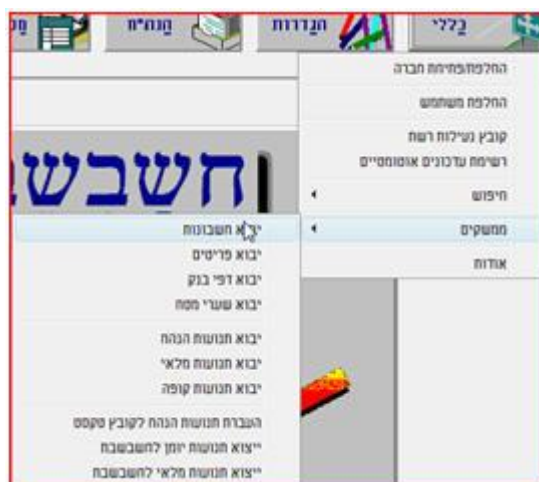 כללי
הגדרות
הנה"ח
החלפת/פתיחת חברה
החלפת משתמש
קובץ נעילות רשת
רשימת עדכונים אוטומטיים
חיפוש
ממשקים
אודות
חשבשב
יבוא חשבונות
יבוא פריטים
יבוא דפי בנק
יבוא שערי מטח
יבוא תנועות הנהח
יבוא תנועות מלאי
יבוא תנועות קופה
העברת תנועות הנהח לקובץ טקסט
ייצוא תנועות יומן לחשבשבת
ייצוא תנועות מלאי לחשבשבת